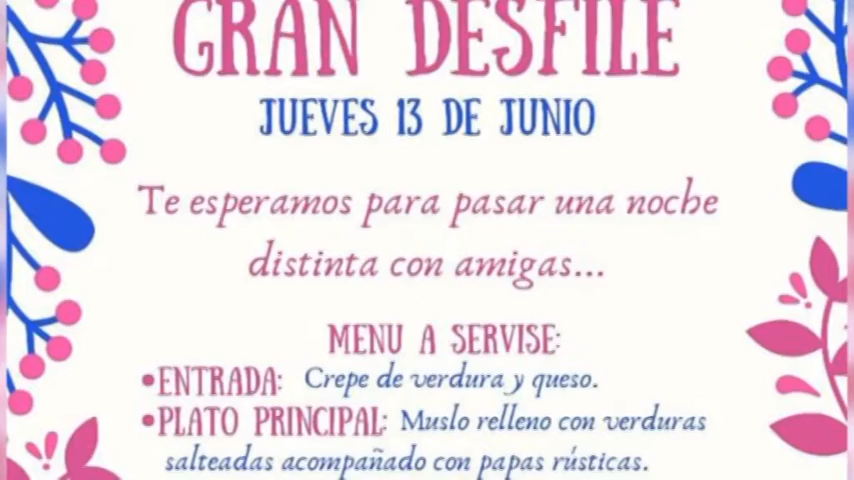 GRAN DESFILE
JUEVES 13 DE JUNIO
Te esperamos para pasar una noche
distinta con amigas...
MENU A SERVISE:
•ENTRADA: Crepe de verdura y queso.
•PLATO PRINCIPAL: Muslo relleno con verduras
salteadas acompañado con papas rústicas.